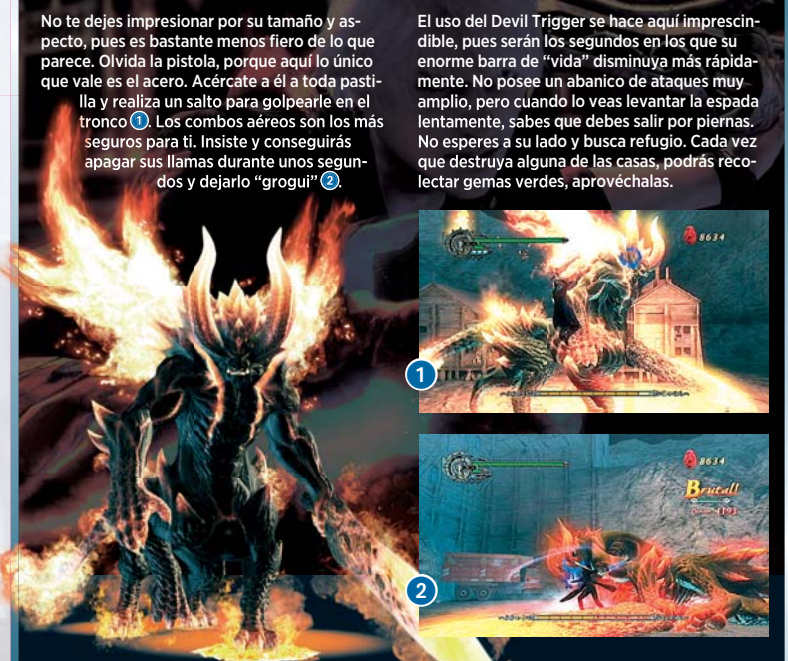 No te dejes impresionar por su tamaño y as-
pecto, pues es bastante menos fiero de lo que
parece. Olvida la pistola, porque aquí lo único
que vale es el acero. Acércate a él a toda pasti-
lla y realiza un salto para golpearle en el
tronco 1. Los combos aéreos son los más
seguros para ti. Insiste y conseguirás
apagar sus llamas durante unos segun-
dos y dejarlo “grogui” 2.
El uso del Devil Trigger se hace aquí imprescin-
dible, pues serán los segundos en los que su
enorme barra de “vida” disminuya más rápida-
mente. No posee un abanico de ataques muy
amplio, pero cuando lo veas levantar la espada
lentamente, sabes que debes salir por piernas.
No esperes a su lado y busca refugio. Cada vez
que destruya alguna de las casas, podrás reco-
lectar gemas verdes, aprovéchalas.
8634
1
8634
Brutal!
4193
2